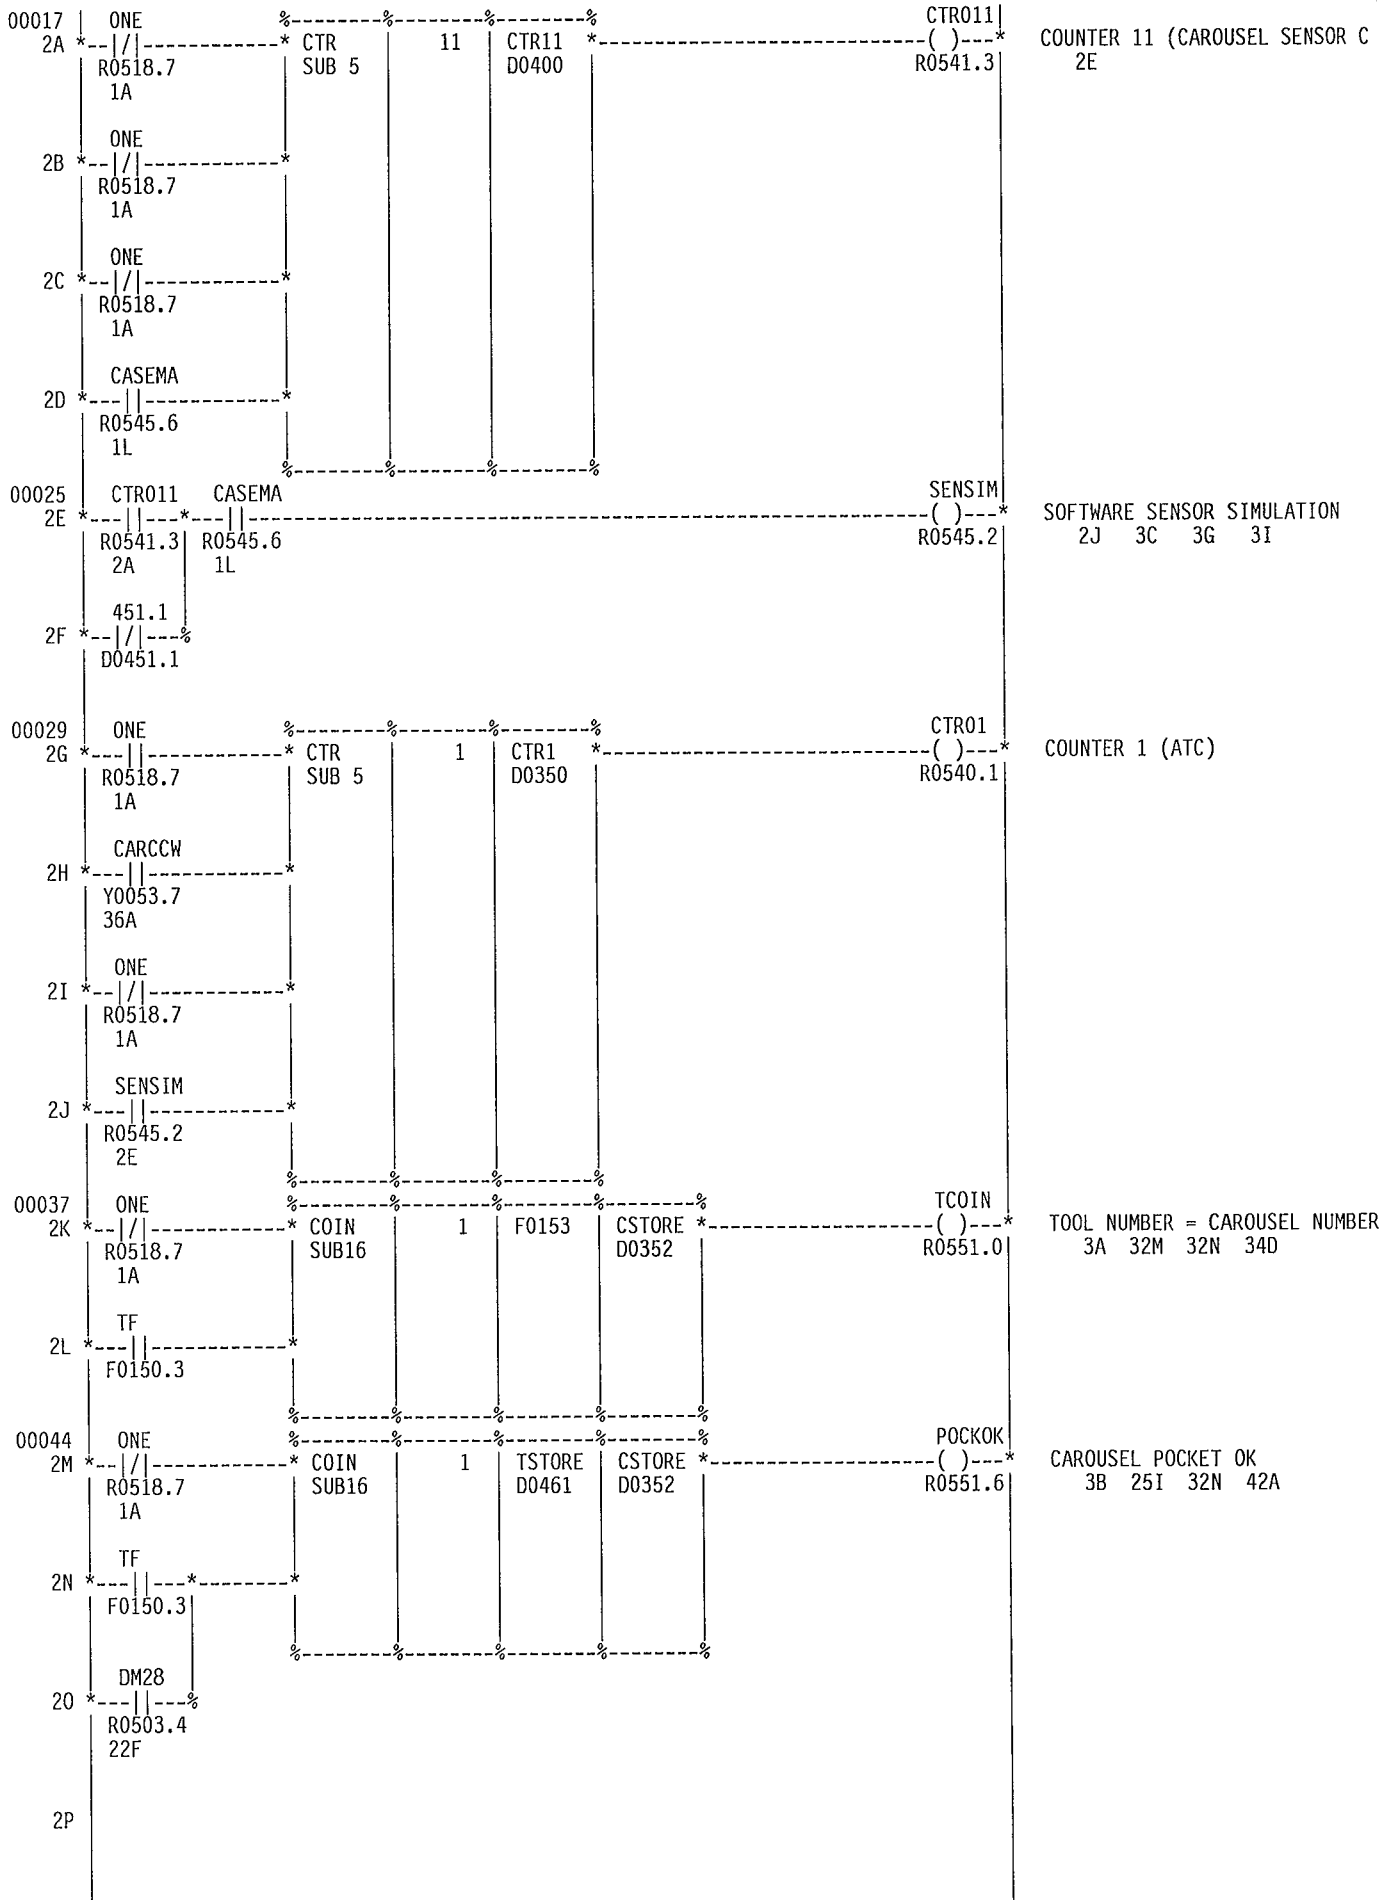 00017 ONE CTR011
2A CTR 11 CTR11 ( ) COUNTER 11 (CAROUSEL SENSOR C
R0518.7 SUB 5 D0400 R0541.3 2E
1A
ONE
2B
R0518.7
1A
ONE
2C
R0518.7
1A
CASEMA
2D
R0545.6
1L
00025 CTR011 CASEMA SENSIM
2E ( ) SOFTWARE SENSOR SIMULATION
R0541.3 R0545.6 R0545.2 2J 3C 3G 3I
2A 1L
451.1
2F
D0451.1
00029 ONE CTR01
2G CTR 1 CTR1 ( ) COUNTER 1 (ATC)
R0518.7 SUB 5 D0350 R0540.1
1A
CARCCW
2H
Y0053.7
36A
ONE
2I
R0518.7
1A
SENSIM
2J
R0545.2
2E
00037 ONE TCOIN
2K COIN 1 F0153 CSTORE ( ) TOOL NUMBER = CAROUSEL NUMBER
R0518.7 SUB16 D0352 R0551.0 3A 32M 32N 34D
1A
TF
2L
F0150.3
00044 ONE POCKOK
2M COIN 1 TSTORE CSTORE ( ) CAROUSEL POCKET OK
R0518.7 SUB16 D0461 D0352 R0551.6 3B 25I 32N 42A
1A
TF
2N
F0150.3
DM28
2O
R0503.4
22F
2P